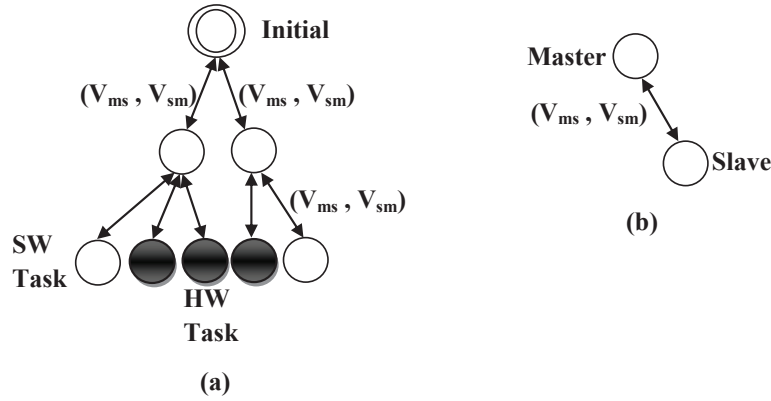 Initial
(Vms , Vsm)
(Vms , Vsm)
(Vms , Vsm)
SW
Task
HW
Task
(a)
Master
(Vms , Vsm)
Slave
(b)